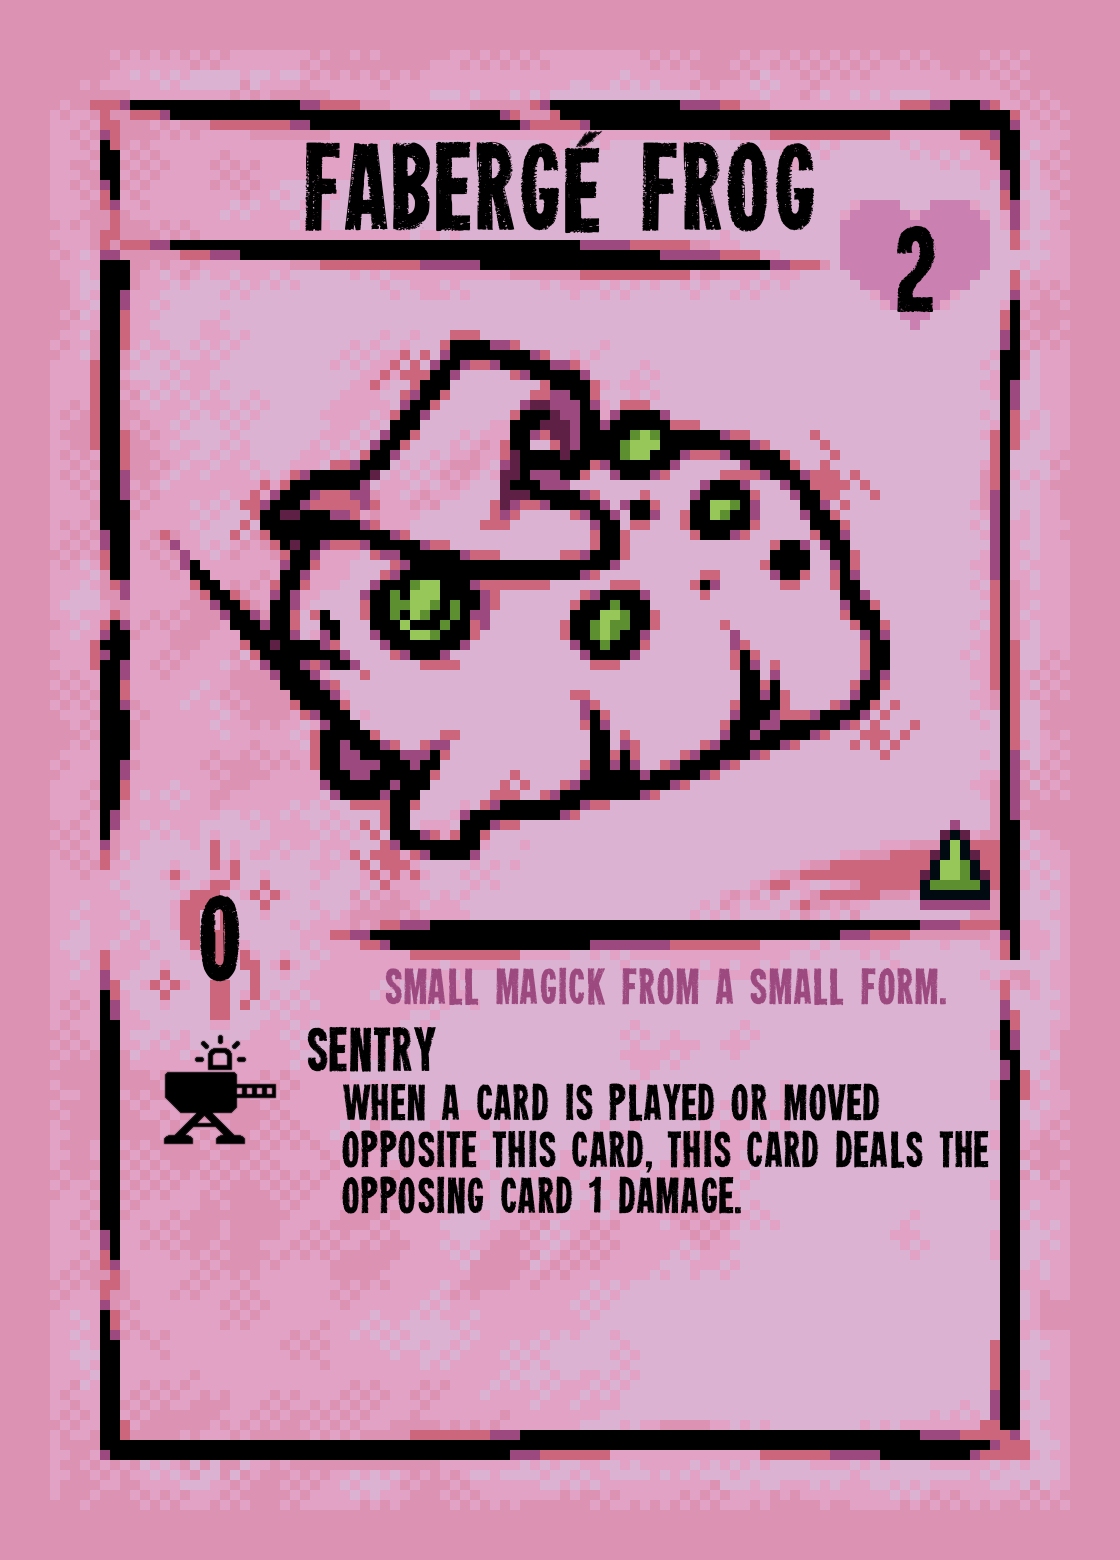 FABERGÉ FROG
2
0
SMALL MAGICK FROM A SMALL FORM.
SENTRY
WHEN A CARD IS PLAYED OR MOVED
OPPOSITE THIS CARD, THIS CARD DEALS THE
OPPOSING CARD 1 DAMAGE.